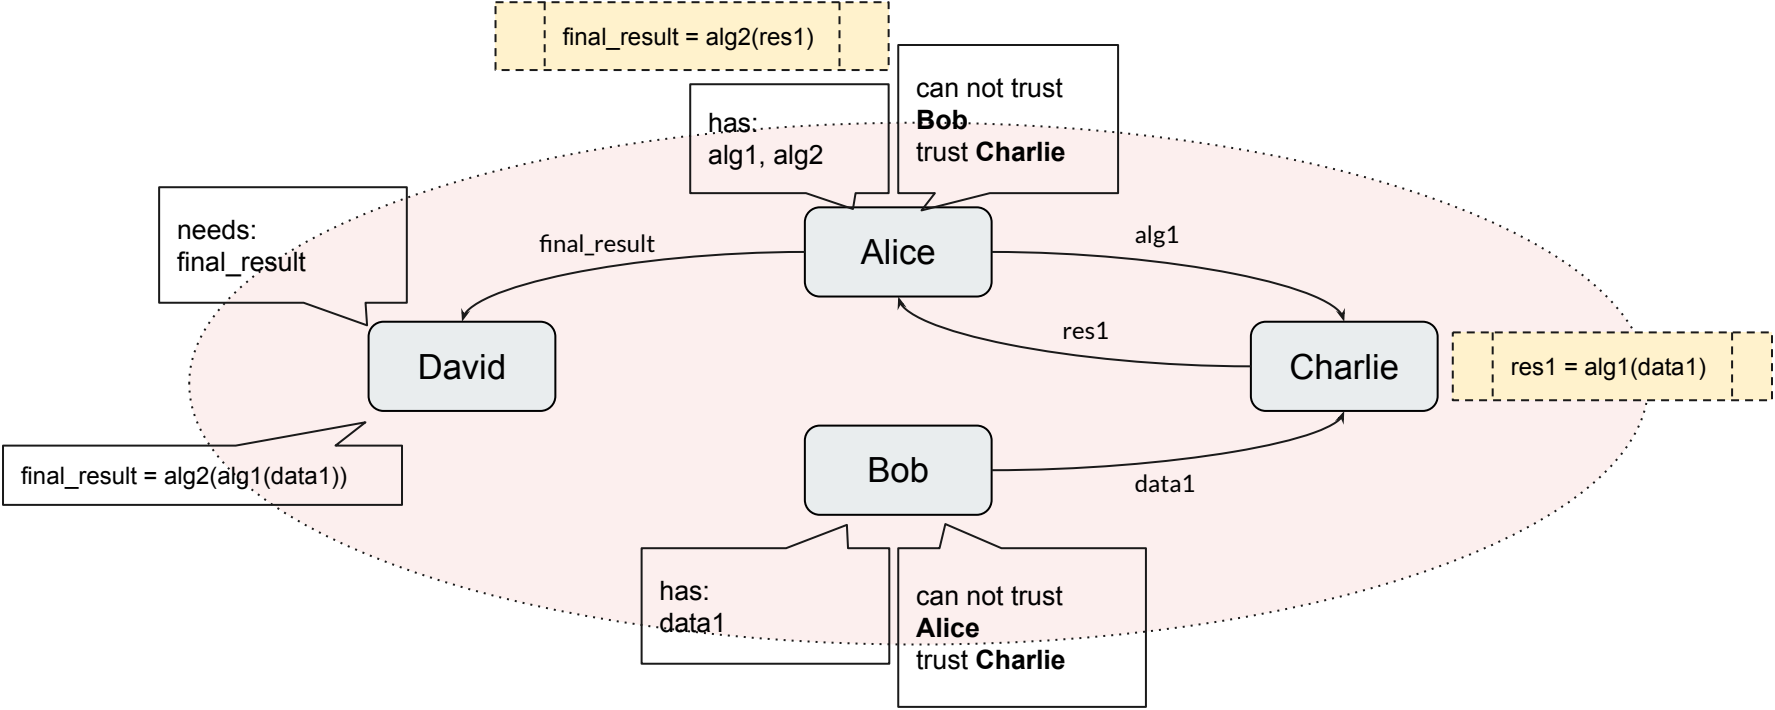 final_result = alg2(res1)
can not trust
Bob
trust Charlie
has:
alg1, alg2
needs:
final_result
final_result
Alice
alg1
res1
David
Charlie
res1 = alg1(data1)
final_result = alg2(alg1(data1))
Bob
data1
has:
data1
can not trust
Alice
trust Charlie